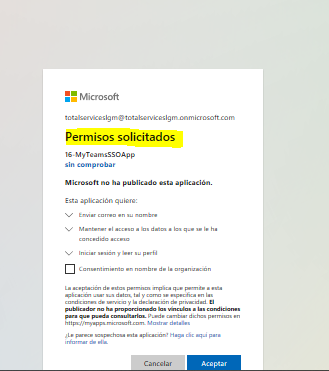 Microsoft
totalserviceslgm@totalserviceslgm.onmicrosoft.com
Permisos solicitados
16-MyTeamsSSOApp
sin comprobar
Microsoft no ha publicado esta aplicación.
Esta aplicación quiere:
Enviar correo en su nombre
Mantener el acceso a los datos a los que se le ha
concedido acceso
Iniciar sesión y leer su perfil
Consentimiento en nombre de la organización
La aceptación de estos permisos implica que permite a esta
aplicación usar sus datos, tal y como se especifica en las
condiciones de servicio y la declaración de privacidad. El
publicador no ha proporcionado los vínculos a las condiciones
para que pueda consultarlos. Puede cambiar dichos permisos en
https://myapps.microsoft.com. Mostrar detalles
¿Le parece sospechosa esta aplicación? Haga clic aquí para
informar de ella.
Cancelar Aceptar